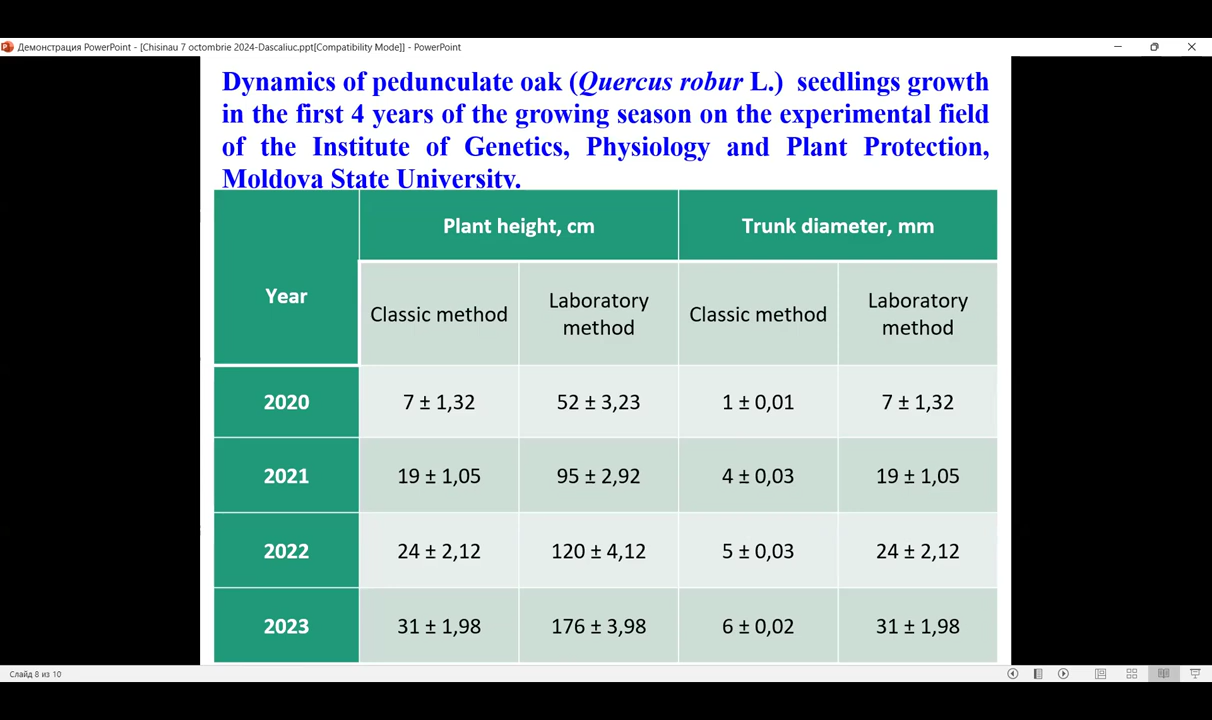 Демонстрация PowerPoint - [Chisinau 7 octombrie 2024-Dascaliuc.ppt[Compatibility Mode]] - PowerPoint
Dynamics of pedunculate oak (Quercus robur L.) seedlings growth
in the first 4 years of the growing season on the experimental field
of the Institute of Genetics, Physiology and Plant Protection,
Moldova State University.
Year
Plant height, cm
Trunk diameter, mm
Classic method
Laboratory
method
Classic method
Laboratory
method
2020 7 ± 1,32 52 ± 3,23 1 ± 0,01 7 ± 1,32
2021 19 ± 1,05 95 ± 2,92 4 ± 0,03 19 ± 1,05
2022 24 ± 2,12 120 ± 4,12 5 ± 0,03 24 ± 2,12
2023 31 ± 1,98 176 ± 3,98 6 ± 0,02 31 ± 1,98
Слайд 8 из 10